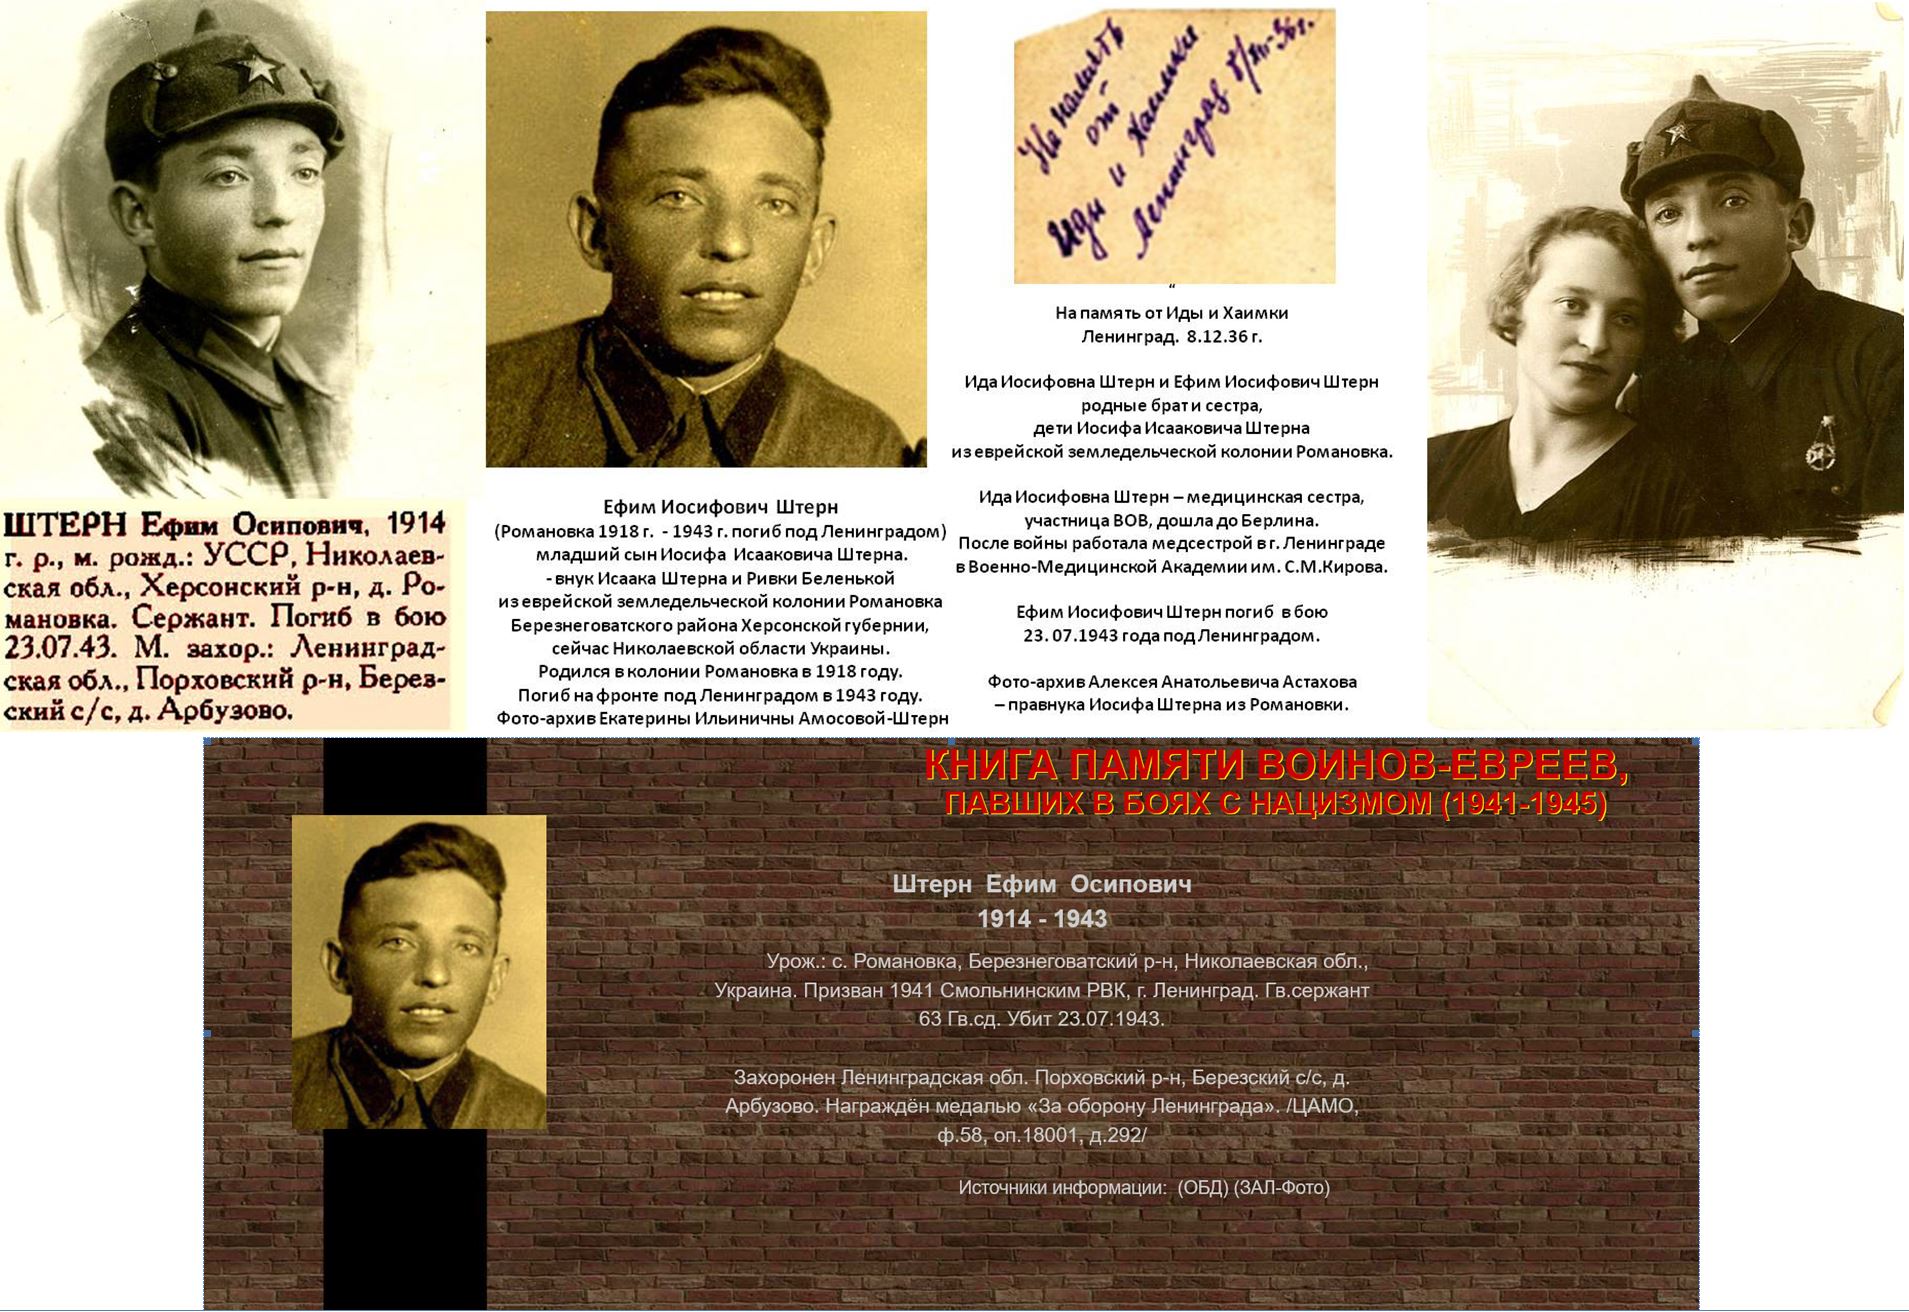 На память
от
Иды и Хаимки
Ленинград 8/XII-36г.
“
На память от Иды и Хаимки
Ленинград. 8.12.36 г.
Ида Иосифовна Штерн и Ефим Иосифович Штерн
родные брат и сестра,
дети Иосифа Исааковича Штерна
из еврейской земледельческой колонии Романовка.
Ида Иосифовна Штерн – медицинская сестра,
участница ВОВ, дошла до Берлина.
После войны работала медсестрой в г. Ленинграде
в Военно-Медицинской Академии им. С.М.Кирова.
Ефим Иосифович Штерн погиб в бою
23. 07.1943 года под Ленинградом.
Фото-архив Алексея Анатольевича Астахова
– правнука Иосифа Штерна из Романовки.
ШТЕРН Ефим Осипович, 1914
г. р., м. рожд.: УССР, Николаев-
ская обл., Херсонский р-н, д. Ро-
мановка. Сержант. Погиб в бою
23.07.43. М. захор.: Ленинград-
ская обл., Порховский р-н, Берез-
ский с/с, д. Арбузово.
Ефим Иосифович Штерн
(Романовка 1918 г. - 1943 г. погиб под Ленинградом)
младший сын Иосифа Исааковича Штерна.
- внук Исаака Штерна и Ривки Беленькой
из еврейской земледельческой колонии Романовка
Березнеговатского района Херсонской губернии,
сейчас Николаевской области Украины.
Родился в колонии Романовка в 1918 году.
Погиб на фронте под Ленинградом в 1943 году.
Фото-архив Екатерины Ильиничны Амосовой-Штерн
КНИГА ПАМЯТИ ВОИНОВ-ЕВРЕЕВ,
ПАВШИХ В БОЯХ С НАЦИЗМОМ (1941-1945)
Штерн Ефим Осипович
1914 - 1943
Урож.: с. Романовка, Березнеговатский р-н, Николаевская обл.,
Украина. Призван 1941 Смольнинским РВК, г. Ленинград. Гв.сержант
63 Гв.сд. Убит 23.07.1943.
Захоронен Ленинградская обл. Порховский р-н, Березский с/с, д.
Арбузово. Награждён медалью «За оборону Ленинграда». /ЦАМО,
ф.58, оп.18001, д.292/
Источники информации: (ОБД) (ЗАЛ-Фото)